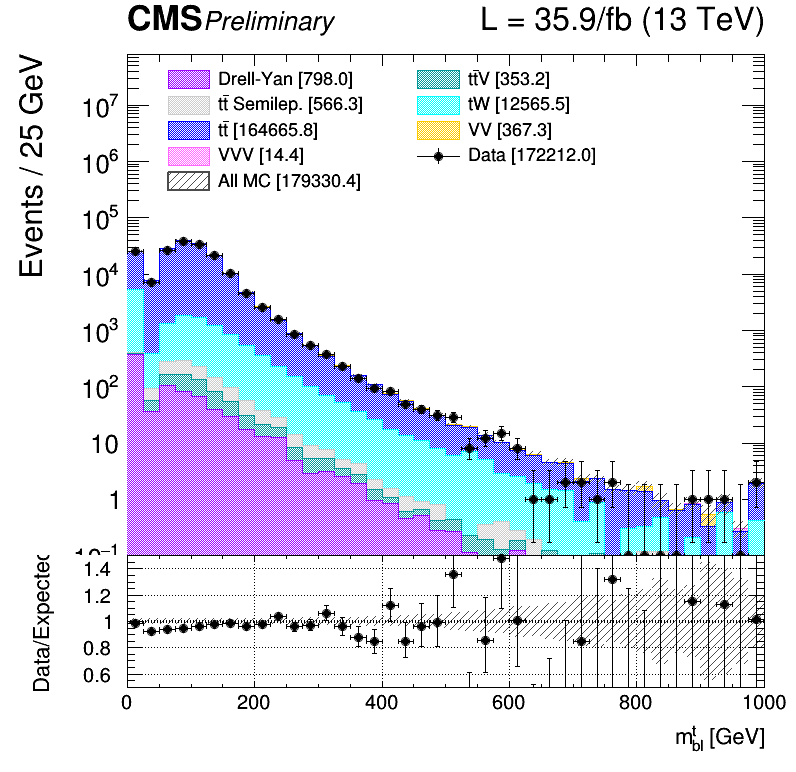 CMS Preliminary L = 35.9/fb (13 TeV)
Events / 25 GeV
Drell-Yan [798.0]
tt̄ Semilep. [566.3]
tt̄ [164665.8]
VVV [14.4]
All MC [179330.4]
tt̄V [353.2]
tW [12565.5]
VV [367.3]
Data [172212.0]
10⁷
10⁶
10⁵
10⁴
10³
10²
10
1
10⁻¹
Data/Expected
1.4
1.2
1
0.8
0.6
0 200 400 600 800 1000
mᵗbl [GeV]